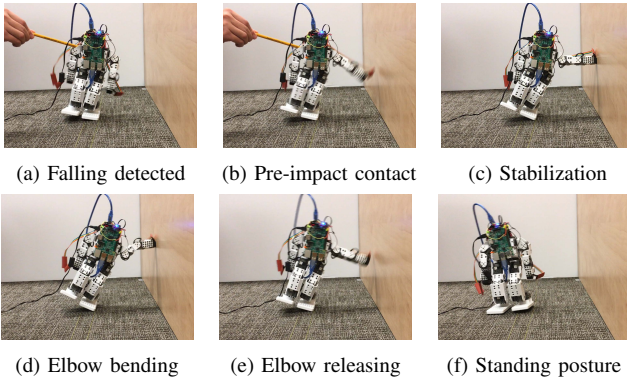 (a) Falling detected
(b) Pre-impact contact
(c) Stabilization
(d) Elbow bending
(e) Elbow releasing
(f) Standing posture